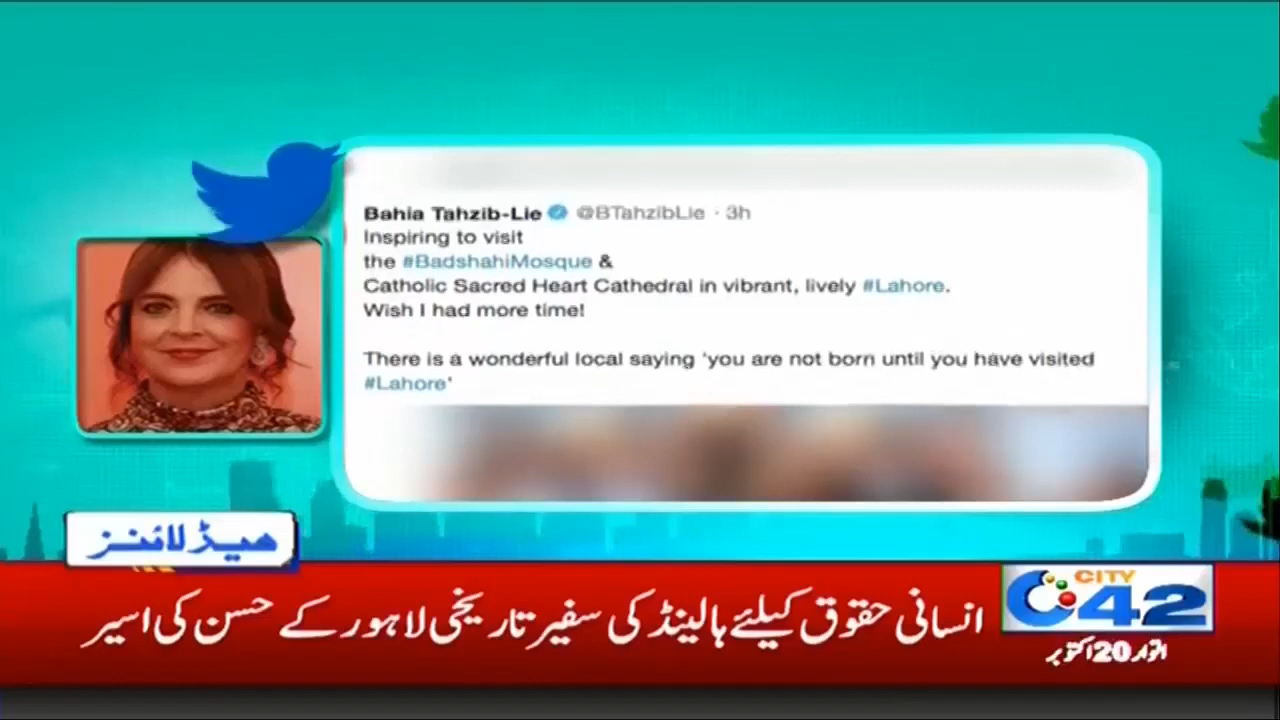 Bahia Tahzib-Lie @BTahzibLie · 3h
Inspiring to visit
the #BadshahiMosque &
Catholic Sacred Heart Cathedral in vibrant, lively #Lahore.
Wish I had more time!
There is a wonderful local saying 'you are not born until you have visited
#Lahore'
ھیڈ لائنز
انسانی حقوق کیلئے ہالینڈ کی سفیر تاریخی لاہور کے حسن کی اسیر
CITY
42
اتوار 20 اکتوبر